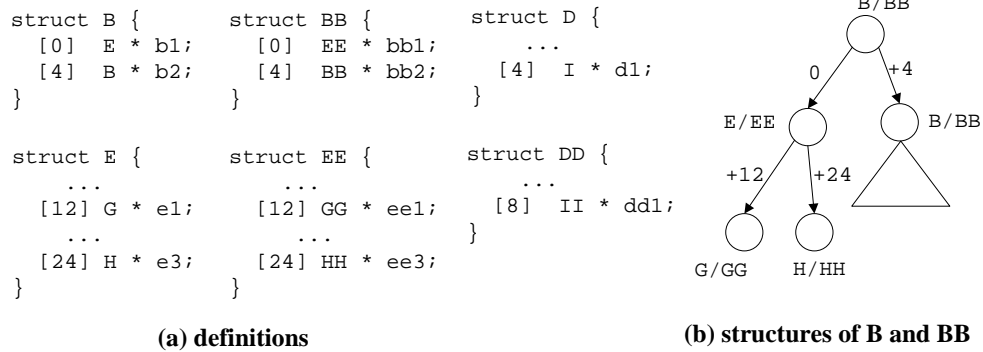 struct B {
[0] E * b1;
[4] B * b2;
}
struct BB {
[0] EE * bb1;
[4] BB * bb2;
}
struct D {
...
[4] I * d1;
}
struct E {
...
[12] G * e1;
...
[24] H * e3;
}
struct EE {
...
[12] GG * ee1;
...
[24] HH * ee3;
}
struct DD {
...
[8] II * dd1;
}
(a) definitions
B/BB
0 +4
E/EE B/BB
+12 +24
G/GG H/HH
(b) structures of B and BB